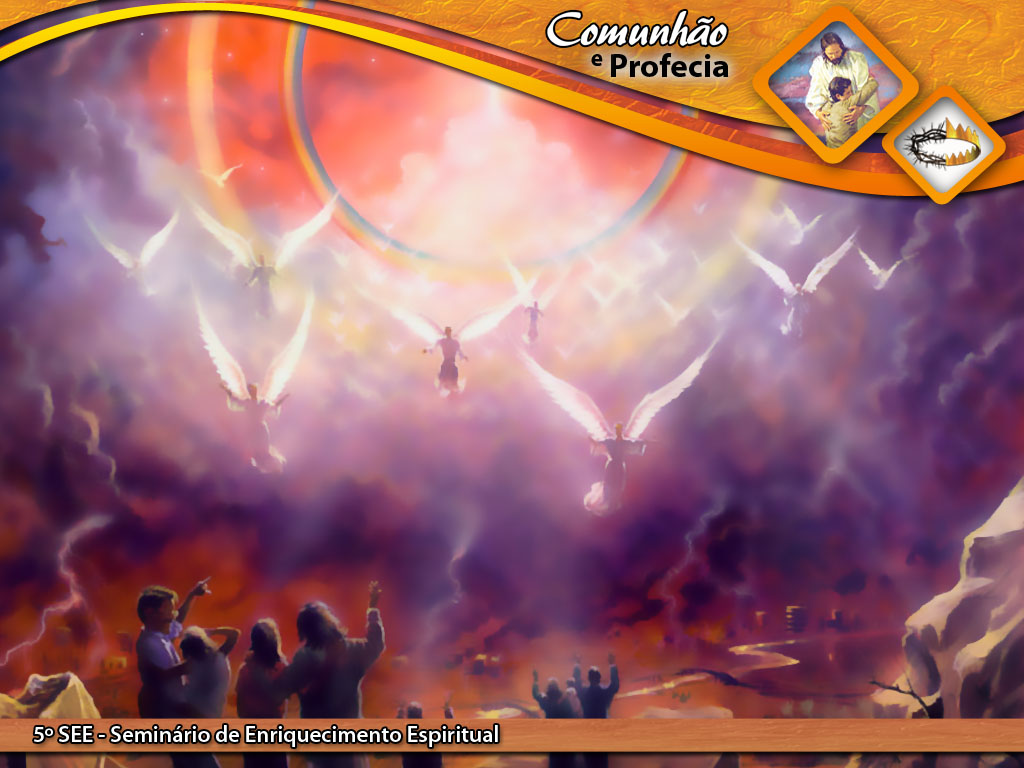 Comunhão
e Profecia
5º SEE - Seminário de Enriquecimento Espiritual